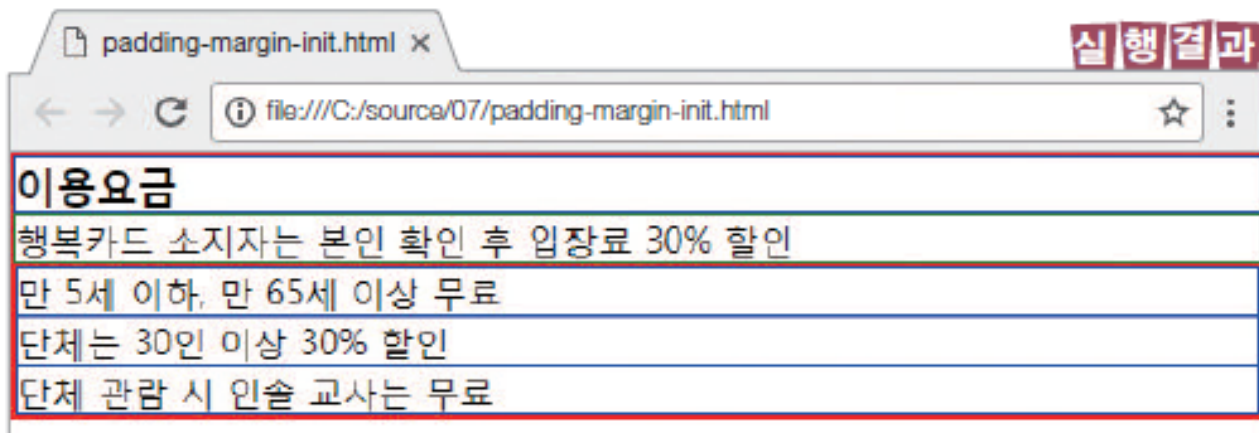 padding-margin-init.html ×
실행결과
file:///C:/source/07/padding-margin-init.html
이용요금
행복카드 소지자는 본인 확인 후 입장료 30% 할인
만 5세 이하, 만 65세 이상 무료
단체는 30인 이상 30% 할인
단체 관람 시 인솔 교사는 무료